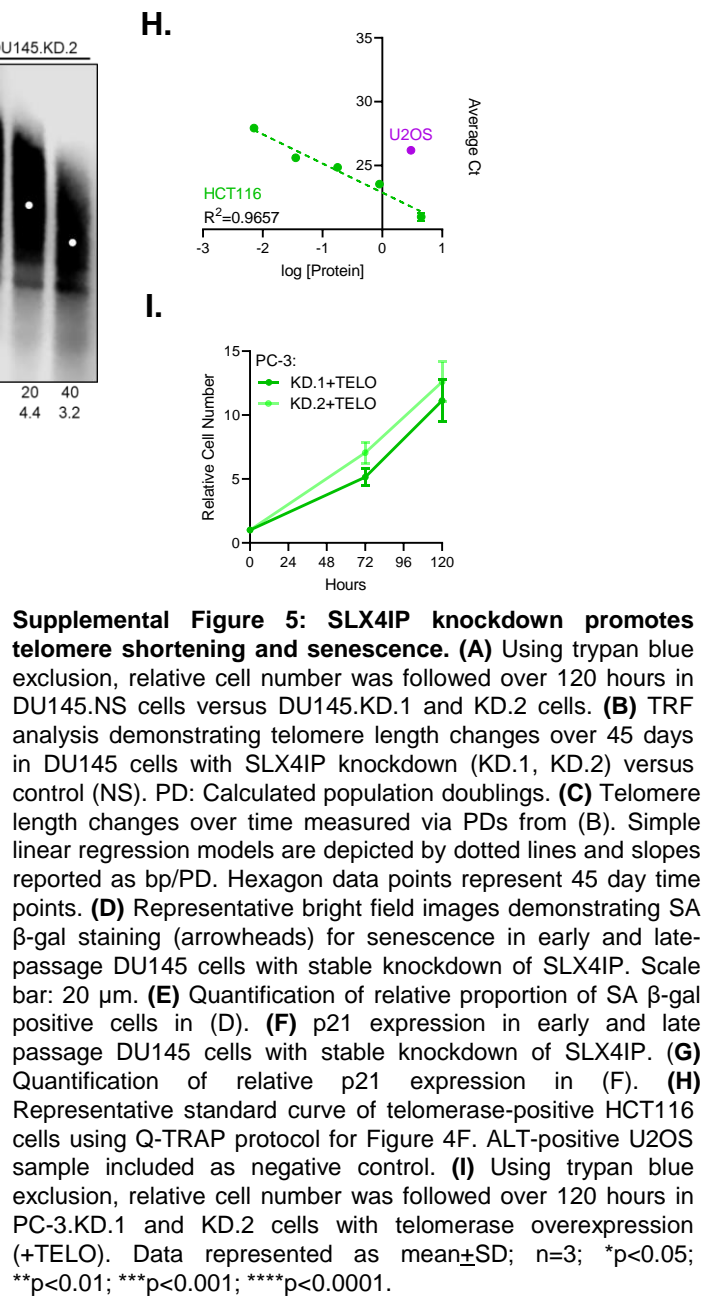 H.
U145.KD.2
20 40
4.4 3.2
35
30
25
Average Ct
U2OS
HCT116
R2=0.9657
-3 -2 -1 0 1
log [Protein]
I.
15
10
5
0
Relative Cell Number
PC-3:
KD.1+TELO
KD.2+TELO
0 24 48 72 96 120
Hours
Supplemental Figure 5: SLX4IP knockdown promotes
telomere shortening and senescence. (A) Using trypan blue
exclusion, relative cell number was followed over 120 hours in
DU145.NS cells versus DU145.KD.1 and KD.2 cells. (B) TRF
analysis demonstrating telomere length changes over 45 days
in DU145 cells with SLX4IP knockdown (KD.1, KD.2) versus
control (NS). PD: Calculated population doublings. (C) Telomere
length changes over time measured via PDs from (B). Simple
linear regression models are depicted by dotted lines and slopes
reported as bp/PD. Hexagon data points represent 45 day time
points. (D) Representative bright field images demonstrating SA
β-gal staining (arrowheads) for senescence in early and late-
passage DU145 cells with stable knockdown of SLX4IP. Scale
bar: 20 μm. (E) Quantification of relative proportion of SA β-gal
positive cells in (D). (F) p21 expression in early and late
passage DU145 cells with stable knockdown of SLX4IP. (G)
Quantification of relative p21 expression in (F). (H)
Representative standard curve of telomerase-positive HCT116
cells using Q-TRAP protocol for Figure 4F. ALT-positive U2OS
sample included as negative control. (I) Using trypan blue
exclusion, relative cell number was followed over 120 hours in
PC-3.KD.1 and KD.2 cells with telomerase overexpression
(+TELO). Data represented as mean+SD; n=3; *p<0.05;
**p<0.01; ***p<0.001; ****p<0.0001.